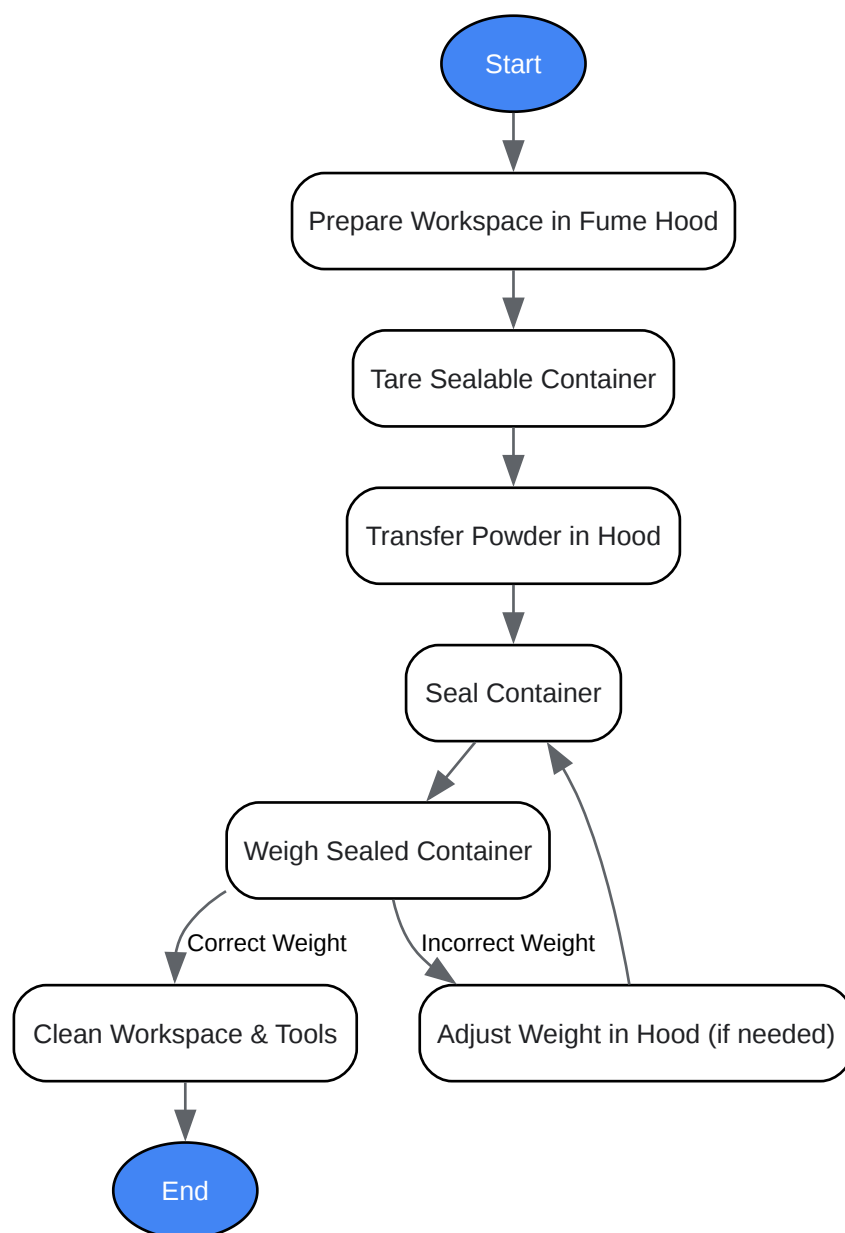 Start
Prepare Workspace in Fume Hood
Tare Sealable Container
Transfer Powder in Hood
Seal Container
Weigh Sealed Container
Correct Weight
Incorrect Weight
Clean Workspace & Tools
Adjust Weight in Hood (if needed)
End